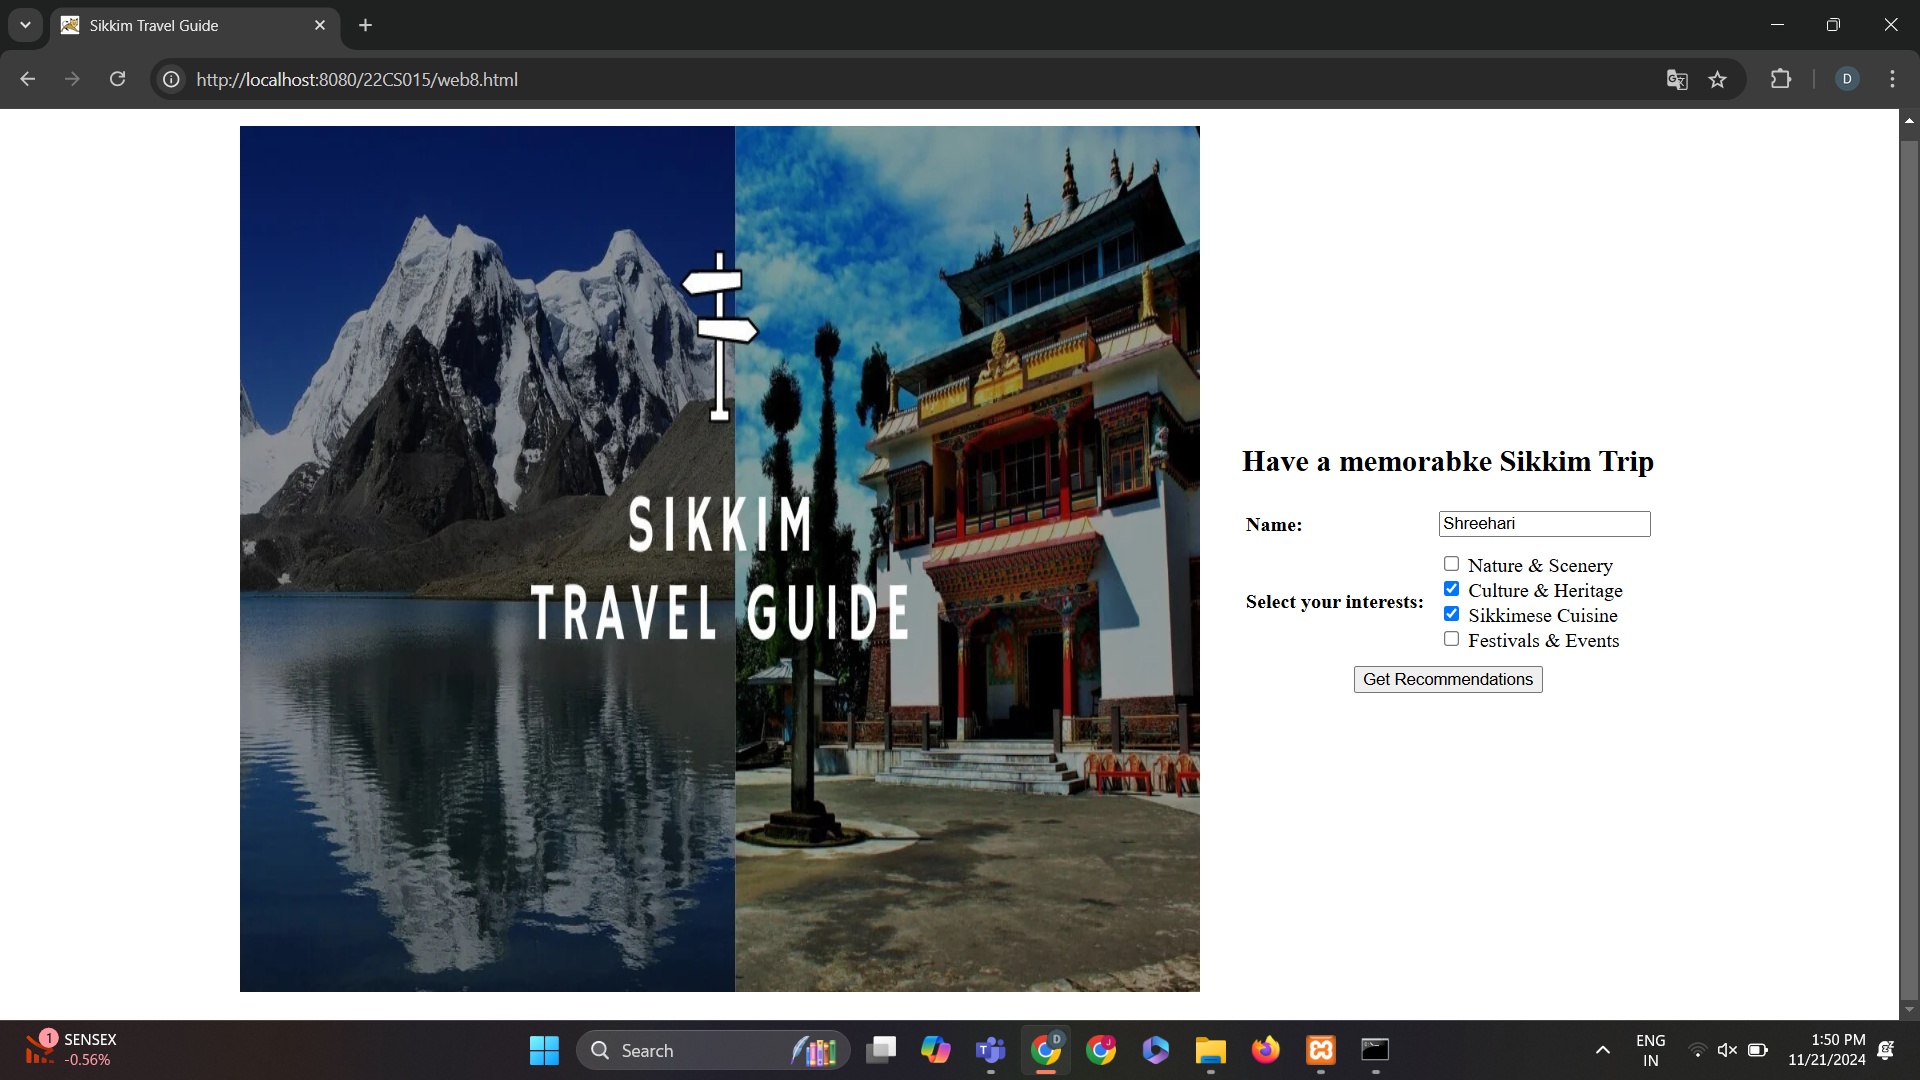 Sikkim Travel Guide
http://localhost:8080/22CS015/web8.html
D
SIKKIM
TRAVEL GUIDE
Have a memorabke Sikkim Trip
Name:
Shreehari
Select your interests:
Nature & Scenery
Culture & Heritage
Sikkimese Cuisine
Festivals & Events
Get Recommendations
1
SENSEX
-0.56%
Search
D
J
ENG
IN
1:50 PM
11/21/2024